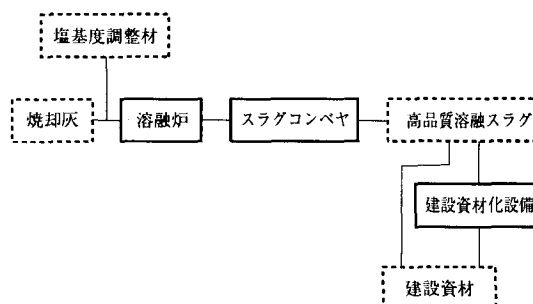 塩基度調整材
焼却灰
溶融炉
スラグコンベヤ
高品質溶融スラグ
建設資材化設備
建設資材